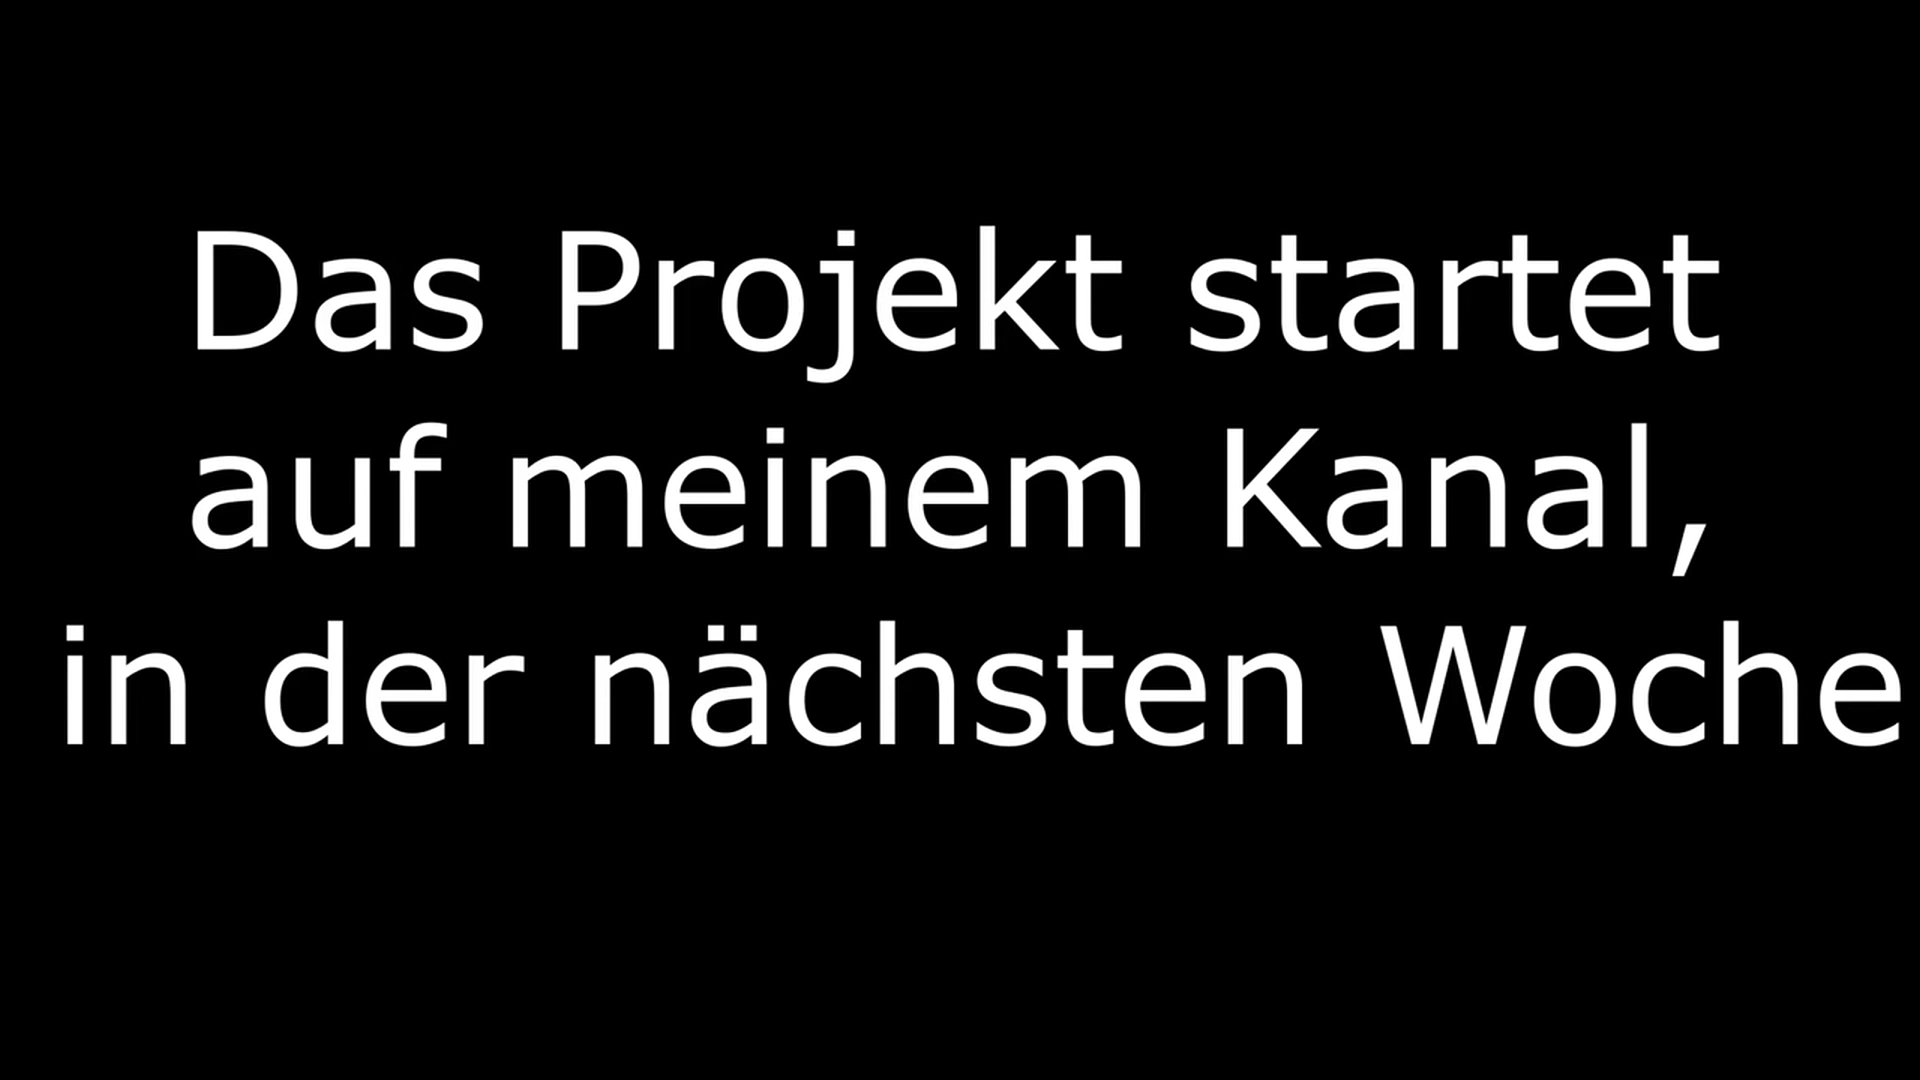 Das Projekt startet
auf meinem Kanal,
in der nächsten Woche